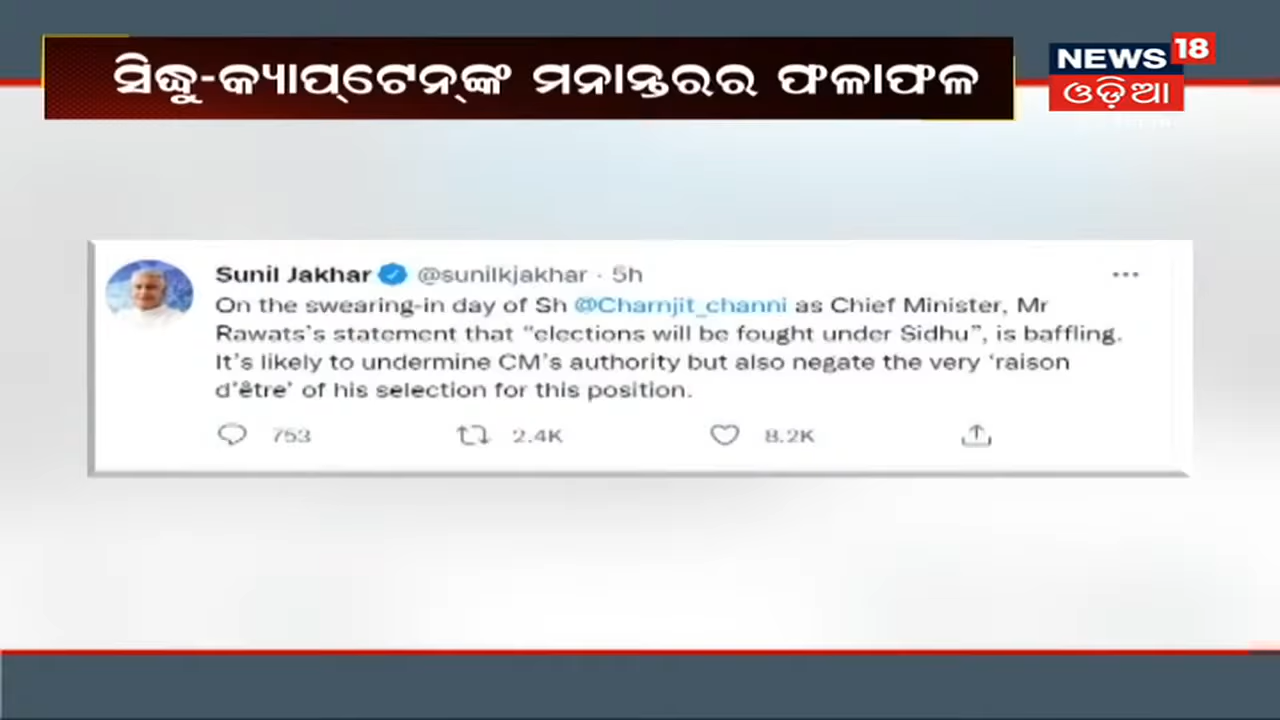 ସିଦ୍ଧୁ-କ୍ୟାପ୍‌ଟେନ୍‌ଙ୍କ ମନାନ୍ତରର ଫଳାଫଳ
NEWS 18
ଓଡ଼ିଆ
Sunil Jakhar @sunilkjakhar · 5h
On the swearing-in day of Sh @Charnjit_channi as Chief Minister, Mr
Rawats's statement that "elections will be fought under Sidhu", is baffling.
It's likely to undermine CM's authority but also negate the very 'raison
d'être' of his selection for this position.
753 2.4K 8.2K